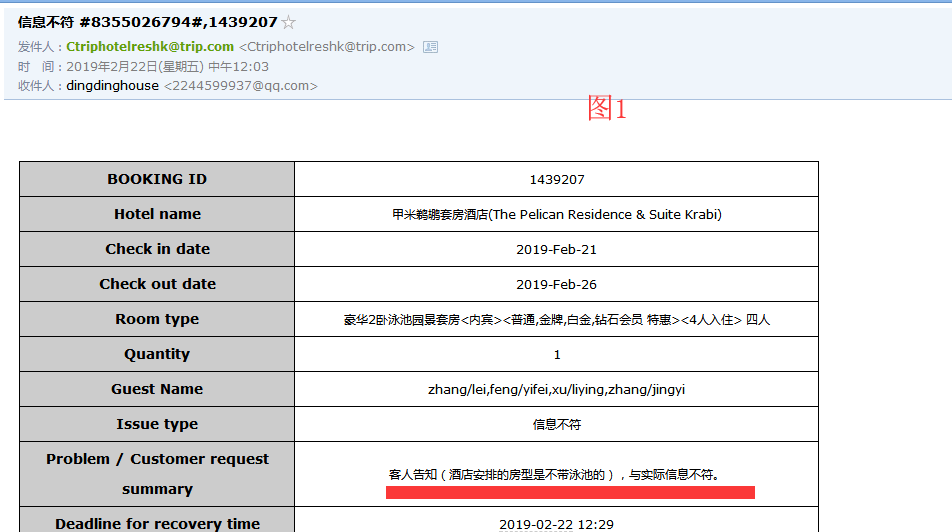 信息不符 #8355026794#,1439207☆
发件人：Ctriphotelreshk@trip.com <Ctriphotelreshk@trip.com>
时 间：2019年2月22日(星期五) 中午12:03
收件人：dingdinghouse <2244599937@qq.com>
图1
BOOKING ID 1439207
Hotel name 甲米鹈鹕套房酒店(The Pelican Residence & Suite Krabi)
Check in date 2019-Feb-21
Check out date 2019-Feb-26
Room type 豪华2卧泳池园景套房<内宾><普通,金牌,白金,钻石会员 特惠><4人入住> 四人
Quantity 1
Guest Name zhang/lei,feng/yifei,xu/liying,zhang/jingyi
Issue type 信息不符
Problem / Customer request
summary
客人告知（酒店安排的房型是不带泳池的），与实际信息不符。
Deadline for recovery time 2019-02-22 12:29